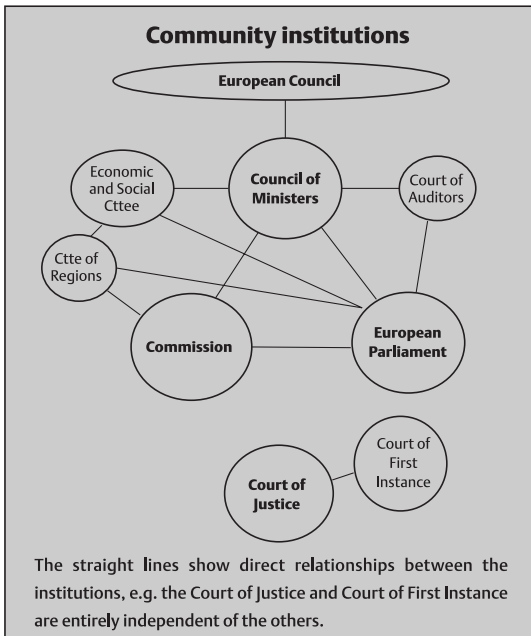 Community institutions
European Council
Economic
and Social
Cttee
Council of
Ministers
Court of
Auditors
Ctte of
Regions
Commission
European
Parliament
Court of
Justice
Court of
First
Instance
The straight lines show direct relationships between the
institutions, e.g. the Court of Justice and Court of First Instance
are entirely independent of the others.